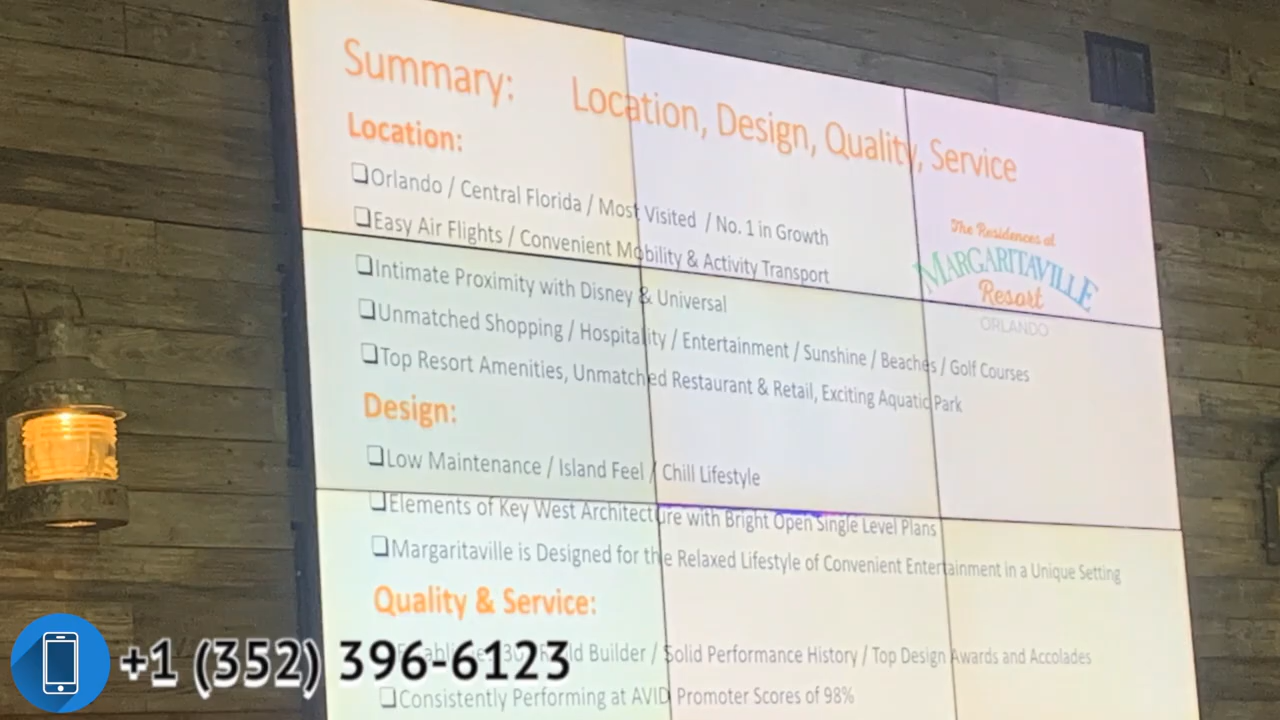 Summary: Location, Design, Quality, Service
Location:
❑Orlando / Central Florida / Most Visited / No. 1 in Growth
❑Easy Air Flights / Convenient Mobility & Activity Transport
❑Intimate Proximity with Disney & Universal
❑Unmatched Shopping / Hospitality / Entertainment / Sunshine / Beaches / Golf Courses
❑Top Resort Amenities, Unmatched Restaurant & Retail, Exciting Aquatic Park
The Residences at
MARGARITAVILLE
Resort
ORLANDO
Design:
❑Low Maintenance / Island Feel / Chill Lifestyle
❑Elements of Key West Architecture with Bright Open Single Level Plans
❑Margaritaville is Designed for the Relaxed Lifestyle of Convenient Entertainment in a Unique Setting
Quality & Service:
Builder / Solid Performance History / Top Design Awards and Accolades
❑Consistently Performing at AVID Promoter Scores of 98%
+1 (352) 396-6123